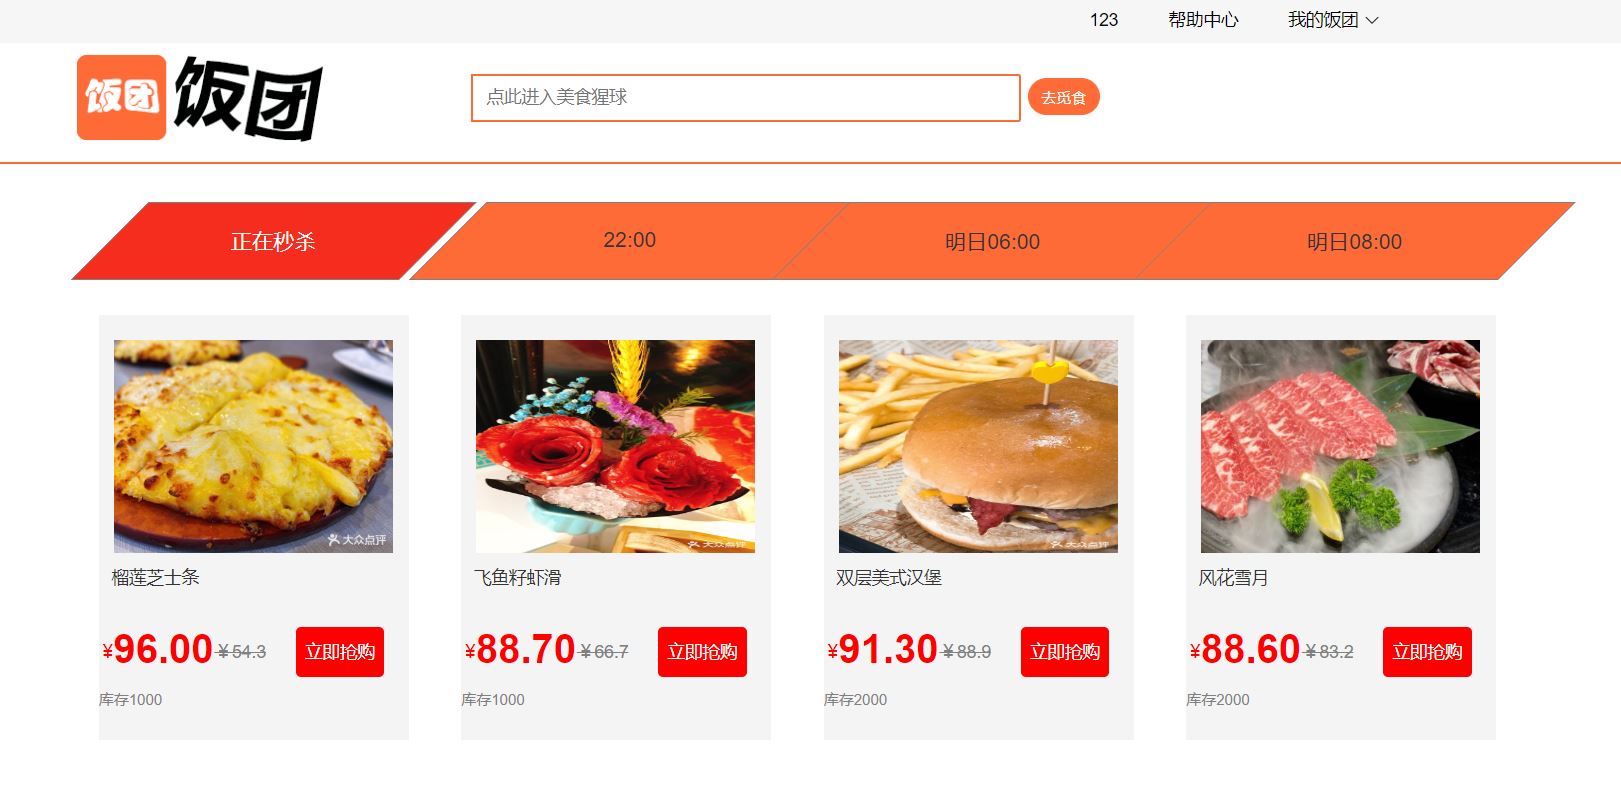 123 帮助中心 我的饭团
饭团 饭团
点此进入美食猩球 去觅食
正在秒杀 22:00 明日06:00 明日08:00
大众点评 大众点评 大众点评
榴莲芝士条 飞鱼籽虾滑 双层美式汉堡 风花雪月
¥96.00 ¥54.3 立即抢购 ¥88.70 ¥66.7 立即抢购 ¥91.30 ¥88.9 立即抢购 ¥88.60 ¥83.2 立即抢购
库存1000 库存1000 库存2000 库存2000